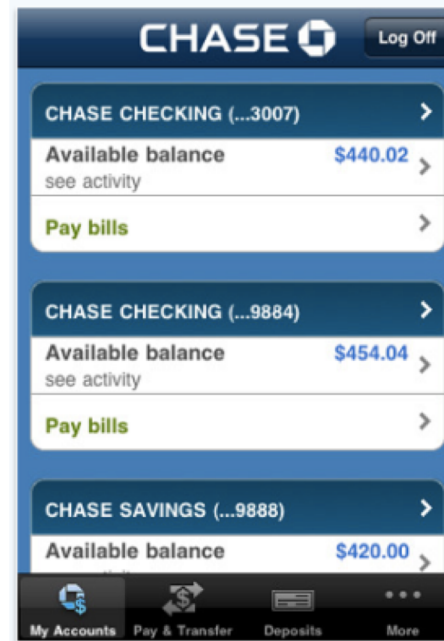 CHASE Log Off
CHASE CHECKING (...3007)
Available balance $440.02
see activity
Pay bills
CHASE CHECKING (...9884)
Available balance $454.04
see activity
Pay bills
CHASE SAVINGS (...9888)
Available balance $420.00
My Accounts Pay & Transfer Deposits More